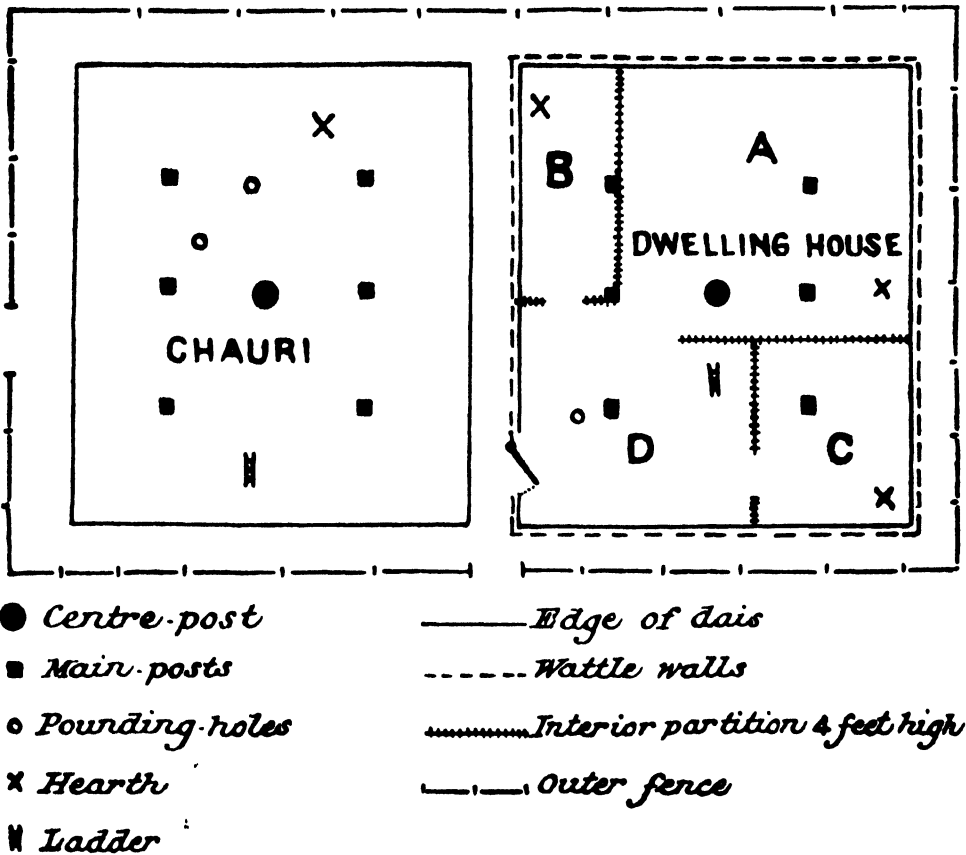 B
A
DWELLING HOUSE
CHAURI
D
C
Centre-post
Main-posts
Pounding-holes
Hearth
Ladder
Edge of dais
Wattle walls
Interior partition 4 feet high
Outer fence